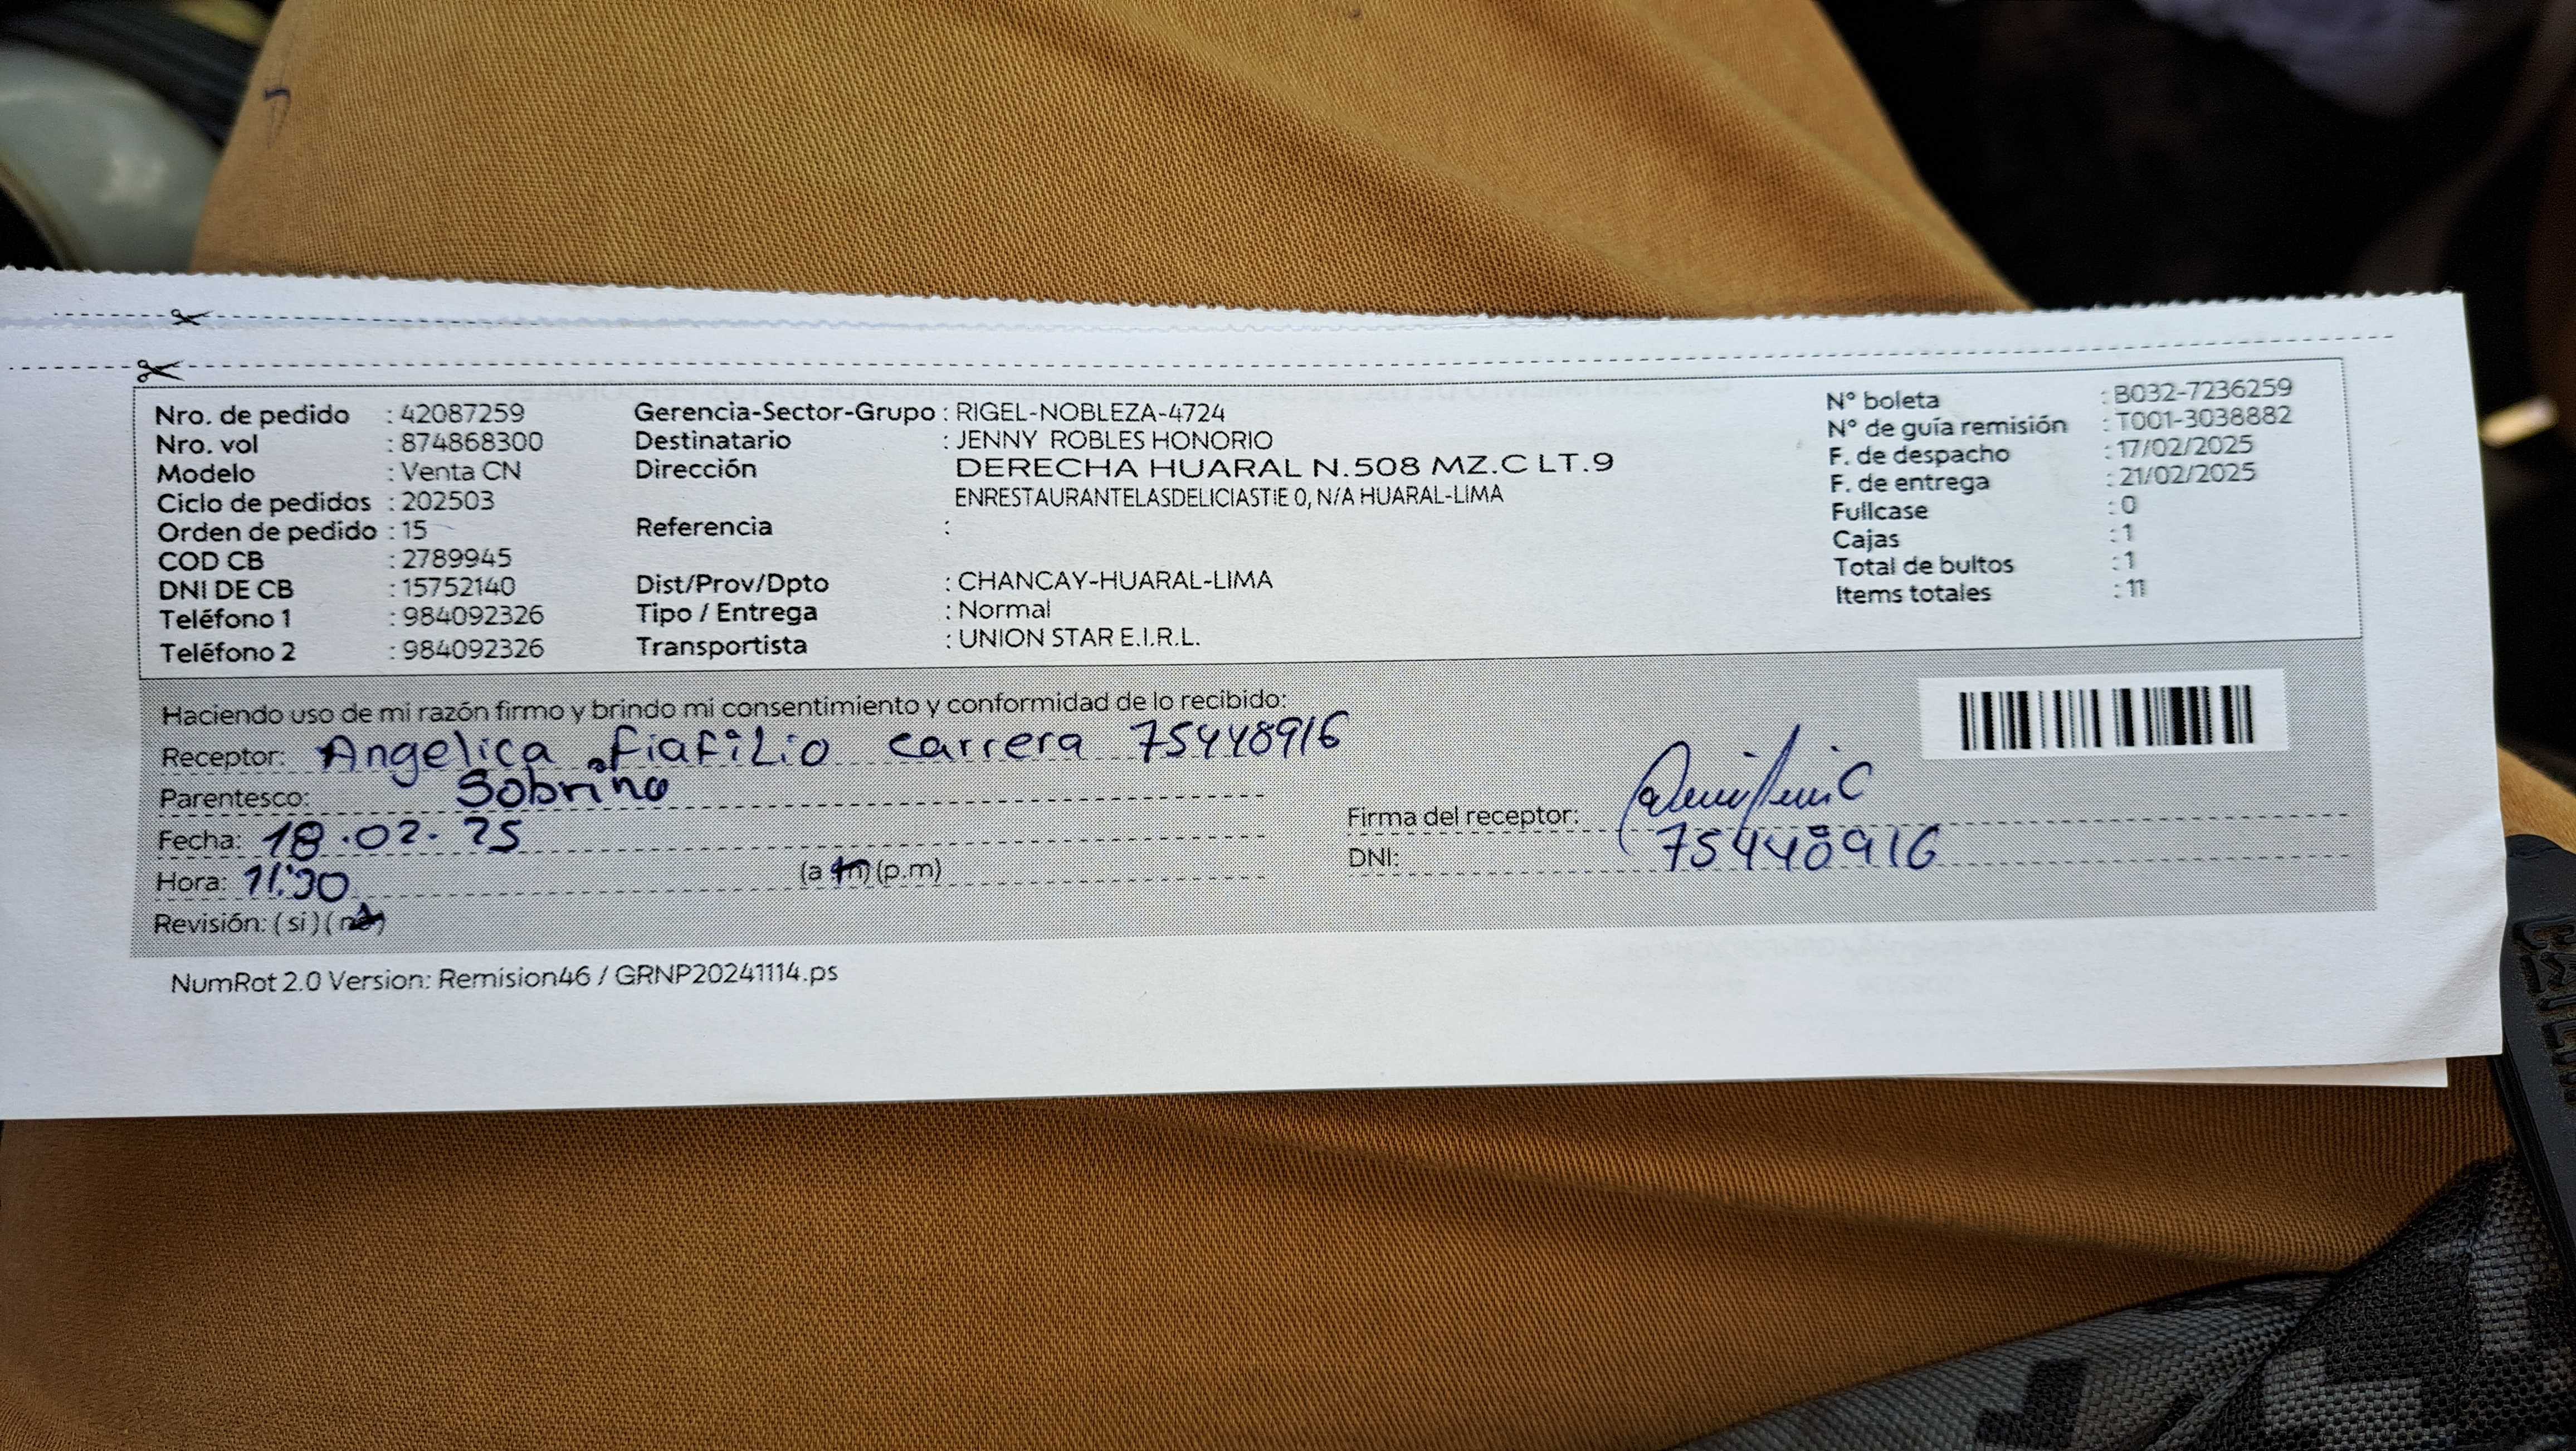 Nro. de pedido : 42087259
Nro. vol : 874868300
Modelo : Venta CN
Ciclo de pedidos : 202503
Orden de pedido : 15
COD CB : 2789945
DNI DE CB : 15752140
Teléfono 1 : 984092326
Teléfono 2 : 984092326
Gerencia-Sector-Grupo : RIGEL-NOBLEZA-4724
Destinatario : JENNY ROBLES HONORIO
Dirección DERECHA HUARAL N.508 MZ.C LT.9
ENRESTAURANTELASDELICIASTIE 0, N/A HUARAL-LIMA
Referencia :
Dist/Prov/Dpto : CHANCAY-HUARAL-LIMA
Tipo / Entrega : Normal
Transportista : UNION STAR E.I.R.L.
N° boleta : B032-7236259
N° de guía remisión : T001-3038882
F. de despacho : 17/02/2025
F. de entrega : 21/02/2025
Fullcase : 0
Cajas : 1
Total de bultos : 1
Items totales : 11
Haciendo uso de mi razón firmo y brindo mi consentimiento y conformidad de lo recibido:
Receptor: Angelica carrera 75448916
Parentesco: Sobrino
Fecha: 18.02.25
Hora: 11:30 (a.m) (p.m)
Revisión: (si) (no)
Firma del receptor:
DNI: 75448916
NumRot 2.0 Version: Remision46 / GRNP20241114.ps